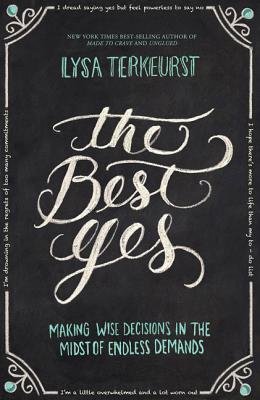 I dread saying yes but feel powerless to say no
NEW YORK TIMES BEST-SELLING AUTHOR OF
MADE TO CRAVE AND UNGLUED
LYSA TERKEURST
the
Best
yes
MAKING WISE DECISIONS IN THE
MIDST OF ENDLESS DEMANDS
I'm drowning in the regrets of too many commitments
I hope there's more to life than my to - do list
I'm a little overwhelmed and a lot worn out